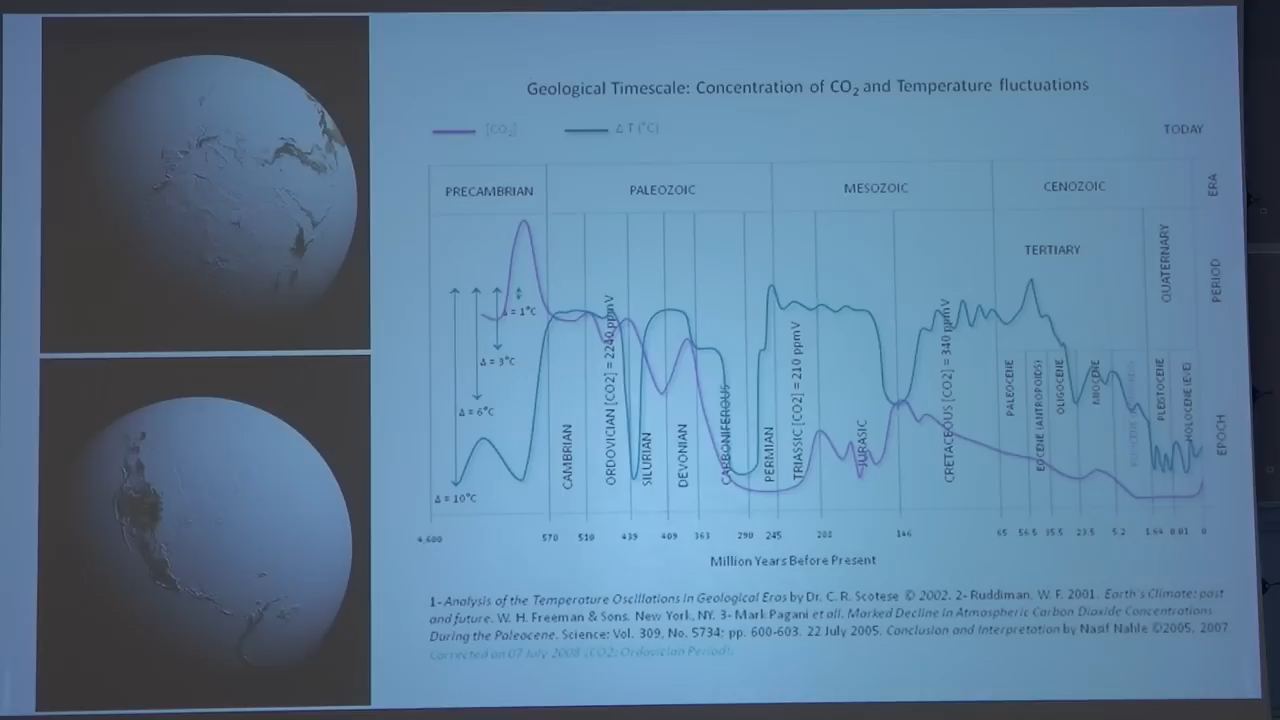 Geological Timescale: Concentration of CO2 and Temperature fluctuations
[CO2]
Δ T (°C)
TODAY
PRECAMBRIAN
PALEOZOIC
MESOZOIC
CENOZOIC
ERA
TERTIARY
QUATERNARY
PERIOD
Δ = 1°C
Δ = 3°C
Δ = 6°C
Δ = 10°C
CAMBRIAN
ORDOVICIAN [CO2] = 2240 ppmV
SILURIAN
DEVONIAN
CARBONIFEROUS
PERMIAN
TRIASSIC [CO2] = 210 ppmV
JURASIC
CRETACEOUS [CO2] = 340 ppmV
PALEOCENE
EOCENE (ANTROPOIDS)
OLIGOCENE
MIOCENE
PLEISTOCENE
HOLOCENE
EPOCH
4,600 570 510 439 409 363 290 245 208 146 65 56.5 35.5 23.5 5.2 1.64 0.01 0
Million Years Before Present
1- Analysis of the Temperature Oscillations in Geological Eras by Dr. C. R. Scotese © 2002. 2- Ruddiman, W. F. 2001. Earth's Climate: past
and future. W. H. Freeman & Sons. New York, NY. 3- Mark Pagani et all. Marked Decline in Atmospheric Carbon Dioxide Concentrations
During the Paleocene. Science; Vol. 309, No. 5734; pp. 600-603. 22 July 2005. Conclusion and Interpretation by Nasif Nahle ©2005, 2007
Corrected on 07 July 2008 (CO2: Ordovician Period).